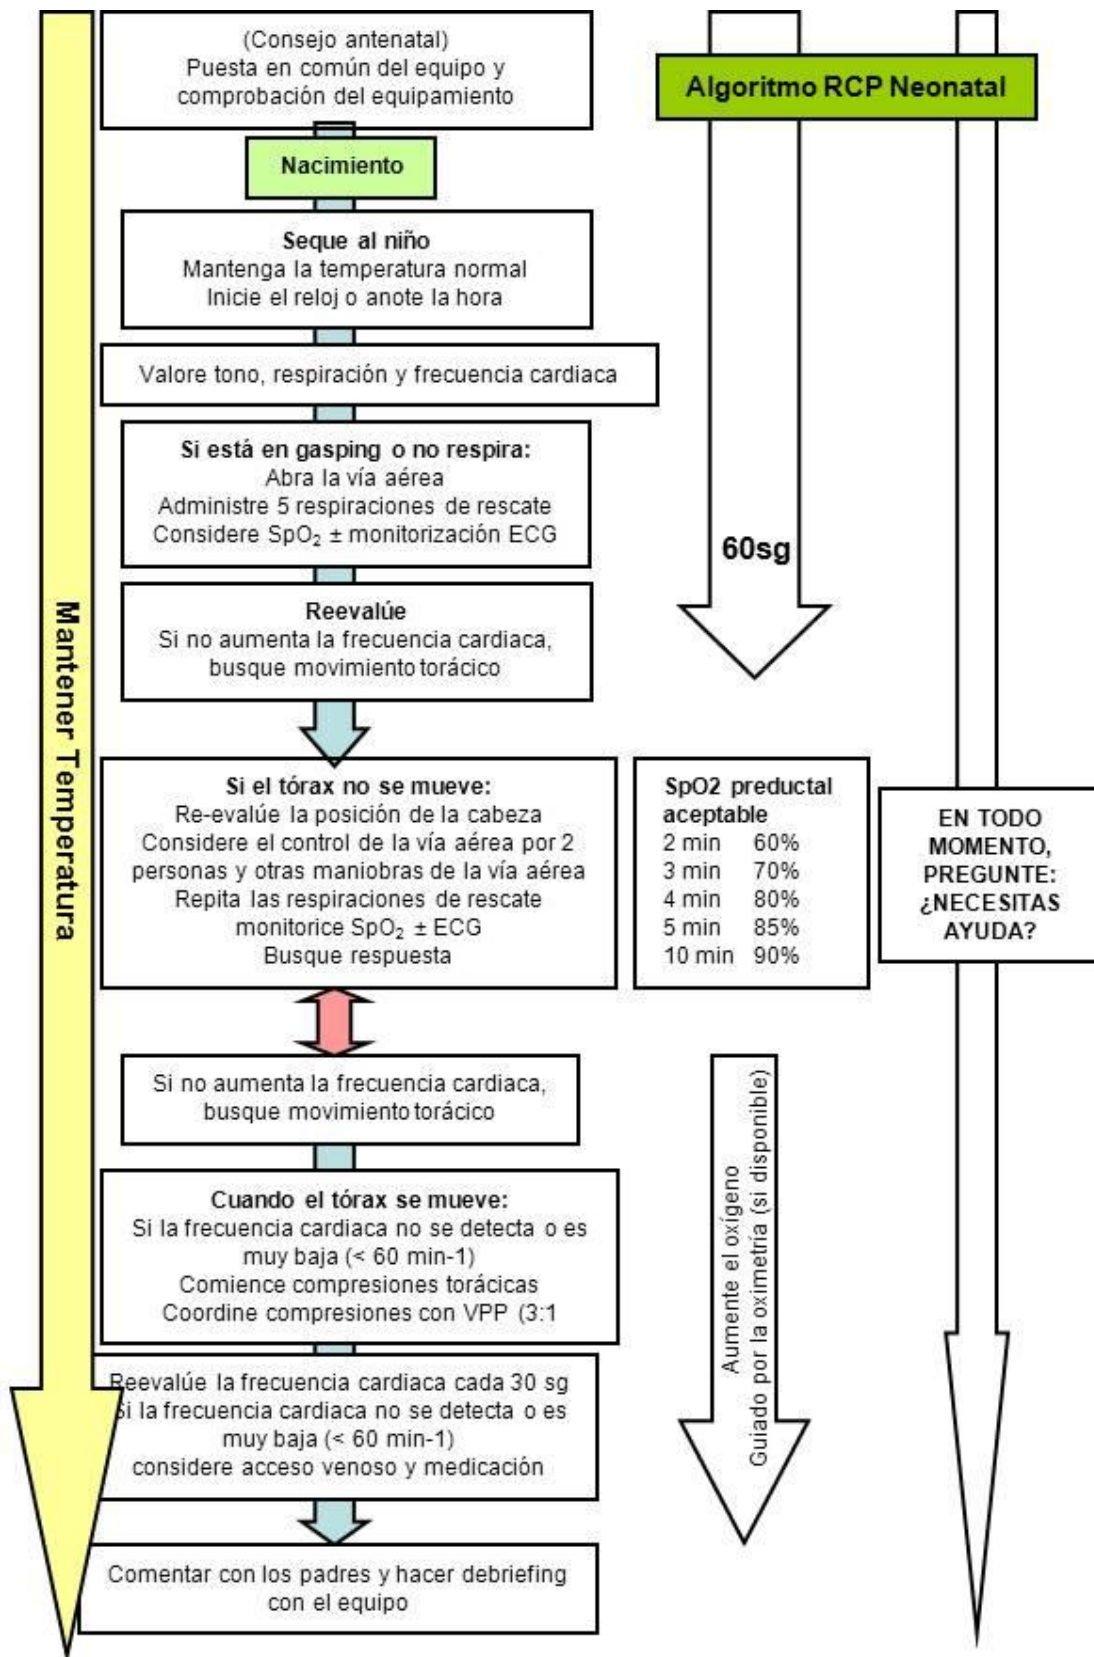 (Consejo antenatal)
Puesta en común del equipo y
comprobación del equipamiento
Algoritmo RCP Neonatal
Nacimiento
Seque al niño
Mantenga la temperatura normal
Inicie el reloj o anote la hora
Valore tono, respiración y frecuencia cardiaca
Si está en gasping o no respira:
Abra la vía aérea
Administre 5 respiraciones de rescate
Considere SpO₂ ± monitorización ECG
60sg
Reevalúe
Si no aumenta la frecuencia cardiaca,
busque movimiento torácico
Mantener Temperatura
Si el tórax no se mueve:
Re-evalúe la posición de la cabeza
Considere el control de la vía aérea por 2
personas y otras maniobras de la vía aérea
Repita las respiraciones de rescate
monitorice SpO₂ ± ECG
Busque respuesta
SpO2 preductal
aceptable
2 min 60%
3 min 70%
4 min 80%
5 min 85%
10 min 90%
EN TODO
MOMENTO,
PREGUNTE:
¿NECESITAS
AYUDA?
Si no aumenta la frecuencia cardiaca,
busque movimiento torácico
Cuando el tórax se mueve:
Si la frecuencia cardiaca no se detecta o es
muy baja (< 60 min-1)
Comience compresiones torácicas
Coordine compresiones con VPP (3:1
Aumente el oxígeno
Guiado por la oximetría (si disponible)
Reevalúe la frecuencia cardiaca cada 30 sg
Si la frecuencia cardiaca no se detecta o es
muy baja (< 60 min-1)
considere acceso venoso y medicación
Comentar con los padres y hacer debriefing
con el equipo